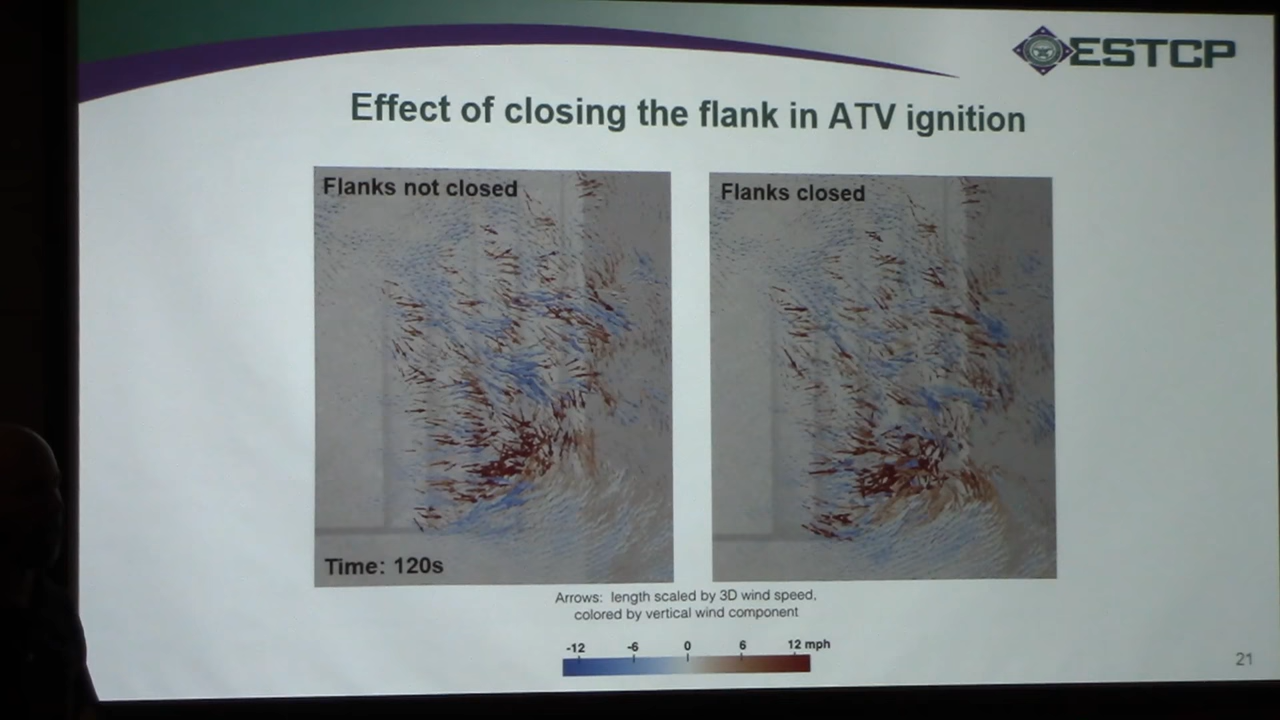 ESTCP
Effect of closing the flank in ATV ignition
Flanks not closed
Flanks closed
Time: 120s
Arrows: length scaled by 3D wind speed,
colored by vertical wind component
-12 -6 0 6 12 mph
21